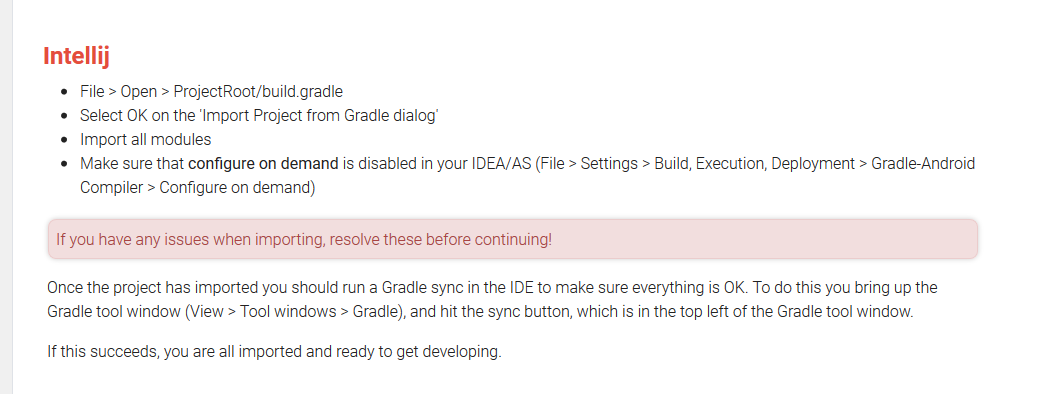 Intellij
• File > Open > ProjectRoot/build.gradle
• Select OK on the 'Import Project from Gradle dialog'
• Import all modules
• Make sure that configure on demand is disabled in your IDEA/AS (File > Settings > Build, Execution, Deployment > Gradle-Android
Compiler > Configure on demand)
If you have any issues when importing, resolve these before continuing!
Once the project has imported you should run a Gradle sync in the IDE to make sure everything is OK. To do this you bring up the
Gradle tool window (View > Tool windows > Gradle), and hit the sync button, which is in the top left of the Gradle tool window.
If this succeeds, you are all imported and ready to get developing.